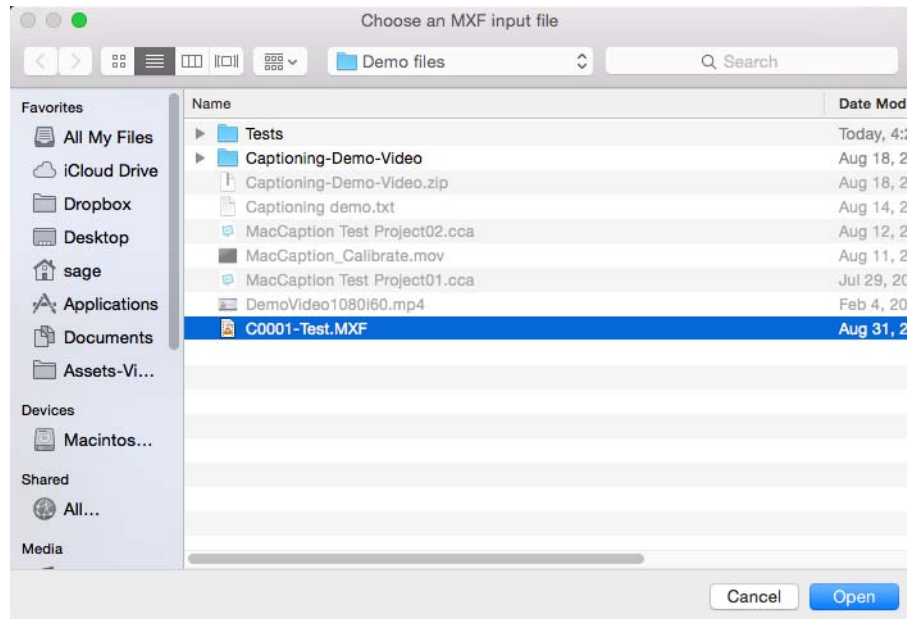 Choose an MXF input file
Demo files
Search
Favorites
All My Files
iCloud Drive
Dropbox
Desktop
sage
Applications
Documents
Assets-Vi...
Devices
Macintos...
Shared
All...
Media
Name Date Mod
Tests Today, 4:2
Captioning-Demo-Video Aug 18, 2
Captioning-Demo-Video.zip Aug 18, 2
Captioning demo.txt Aug 14, 2
MacCaption Test Project02.cca Aug 12, 2
MacCaption_Calibrate.mov Aug 11, 2
MacCaption Test Project01.cca Jul 29, 20
DemoVideo1080i60.mp4 Feb 4, 20
C0001-Test.MXF Aug 31, 2
Cancel Open